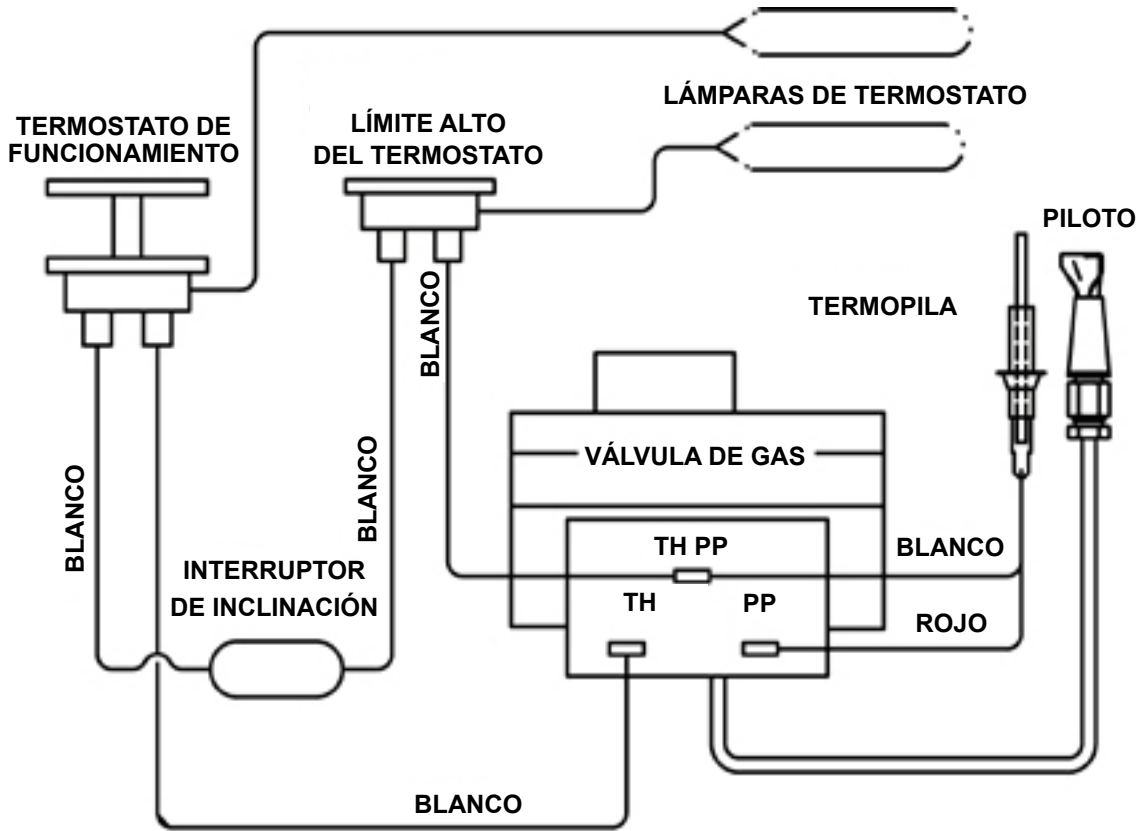 LÁMPARAS DE TERMOSTATO
TERMOSTATO DE
FUNCIONAMIENTO
LÍMITE ALTO
DEL TERMOSTATO
PILOTO
TERMOPILA
BLANCO
VÁLVULA DE GAS
BLANCO
BLANCO
INTERRUPTOR
DE INCLINACIÓN
TH PP
BLANCO
TH
PP
ROJO
BLANCO